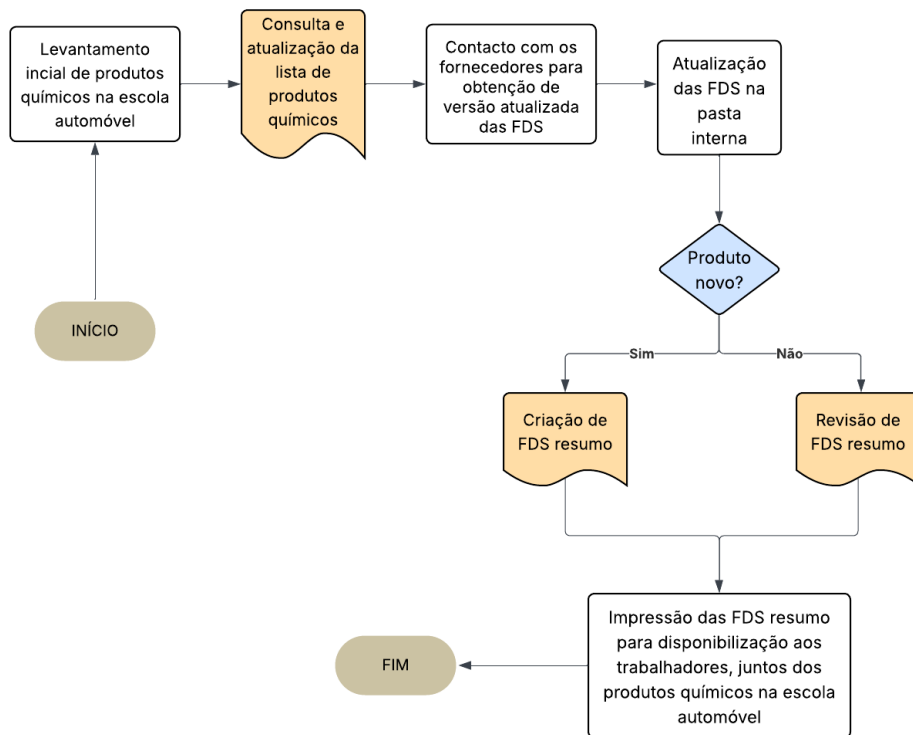 Levantamento
incial de produtos
químicos na escola
automóvel
Consulta e
atualização da
lista de
produtos
químicos
Contacto com os
fornecedores para
obtenção de
versão atualizada
das FDS
Atualização
das FDS na
pasta
interna
INÍCIO
Produto
novo?
Sim
Não
Criação de
FDS resumo
Revisão de
FDS resumo
Impressão das FDS resumo
para disponibilização aos
trabalhadores, juntos dos
produtos químicos na escola
automóvel
FIM